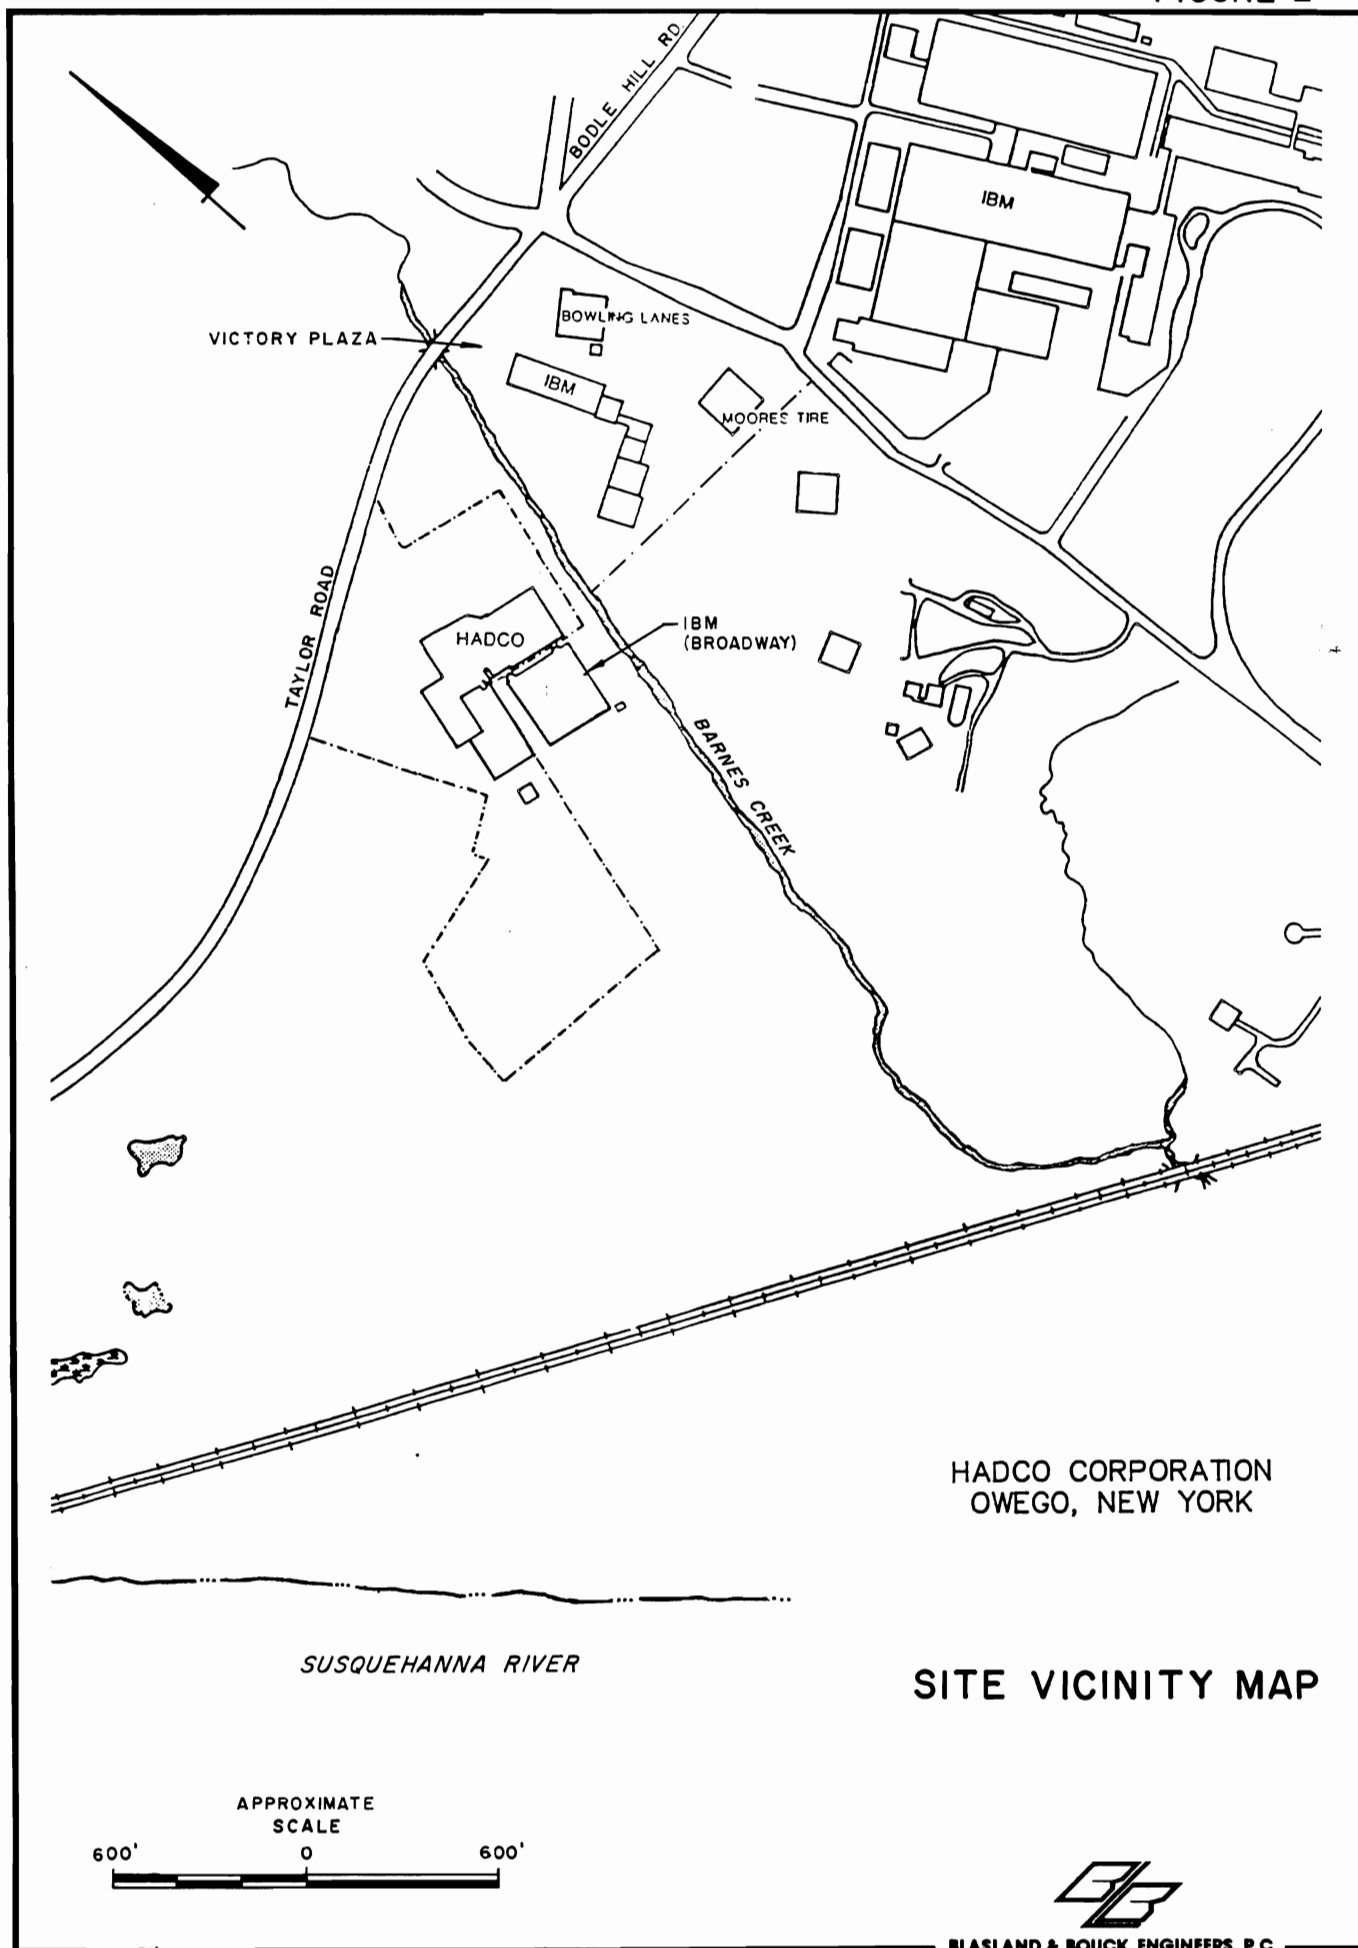 BODLE HILL RD.
IBM
VICTORY PLAZA
BOWLING LANES
IBM
MOORES TIRE
TAYLOR ROAD
HADCO
IBM
(BROADWAY)
BARNES CREEK
HADCO CORPORATION
OWEGO, NEW YORK
SUSQUEHANNA RIVER
SITE VICINITY MAP
APPROXIMATE
SCALE
600' 0 600'
BLASLAND & BOUCK ENGINEERS, P.C.